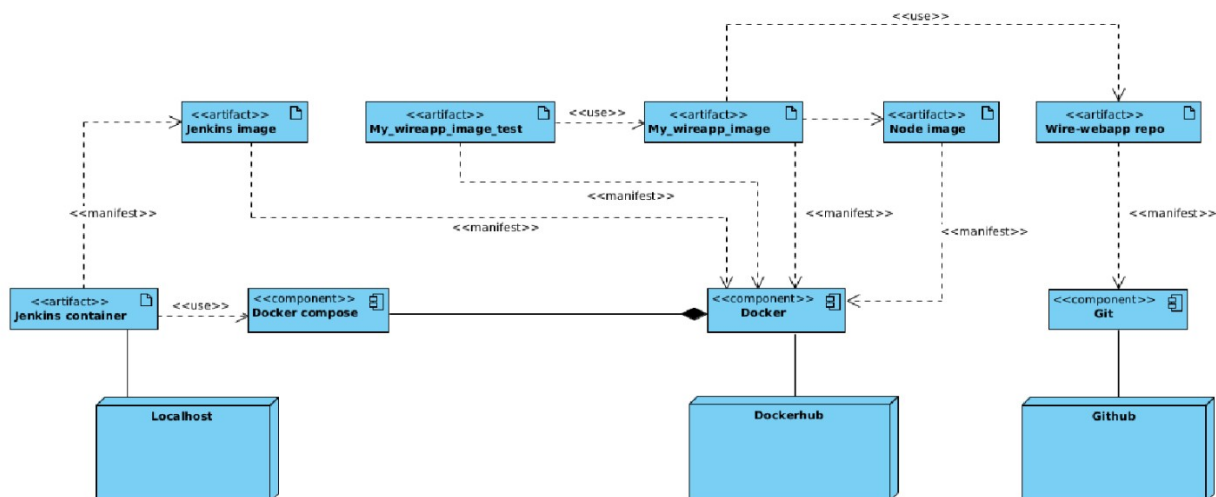 <<use>>
<<artifact>>
Jenkins image
<<artifact>>
My_wireapp_image_test
<<use>>
<<artifact>>
My_wireapp_image
<<artifact>>
Node image
<<artifact>>
Wire-webapp repo
<<manifest>>
<<manifest>>
<<manifest>>
<<manifest>>
<<manifest>>
<<manifest>>
<<artifact>>
Jenkins container
<<use>>
<<component>>
Docker compose
<<component>>
Docker
<<component>>
Git
Localhost
Dockerhub
Github